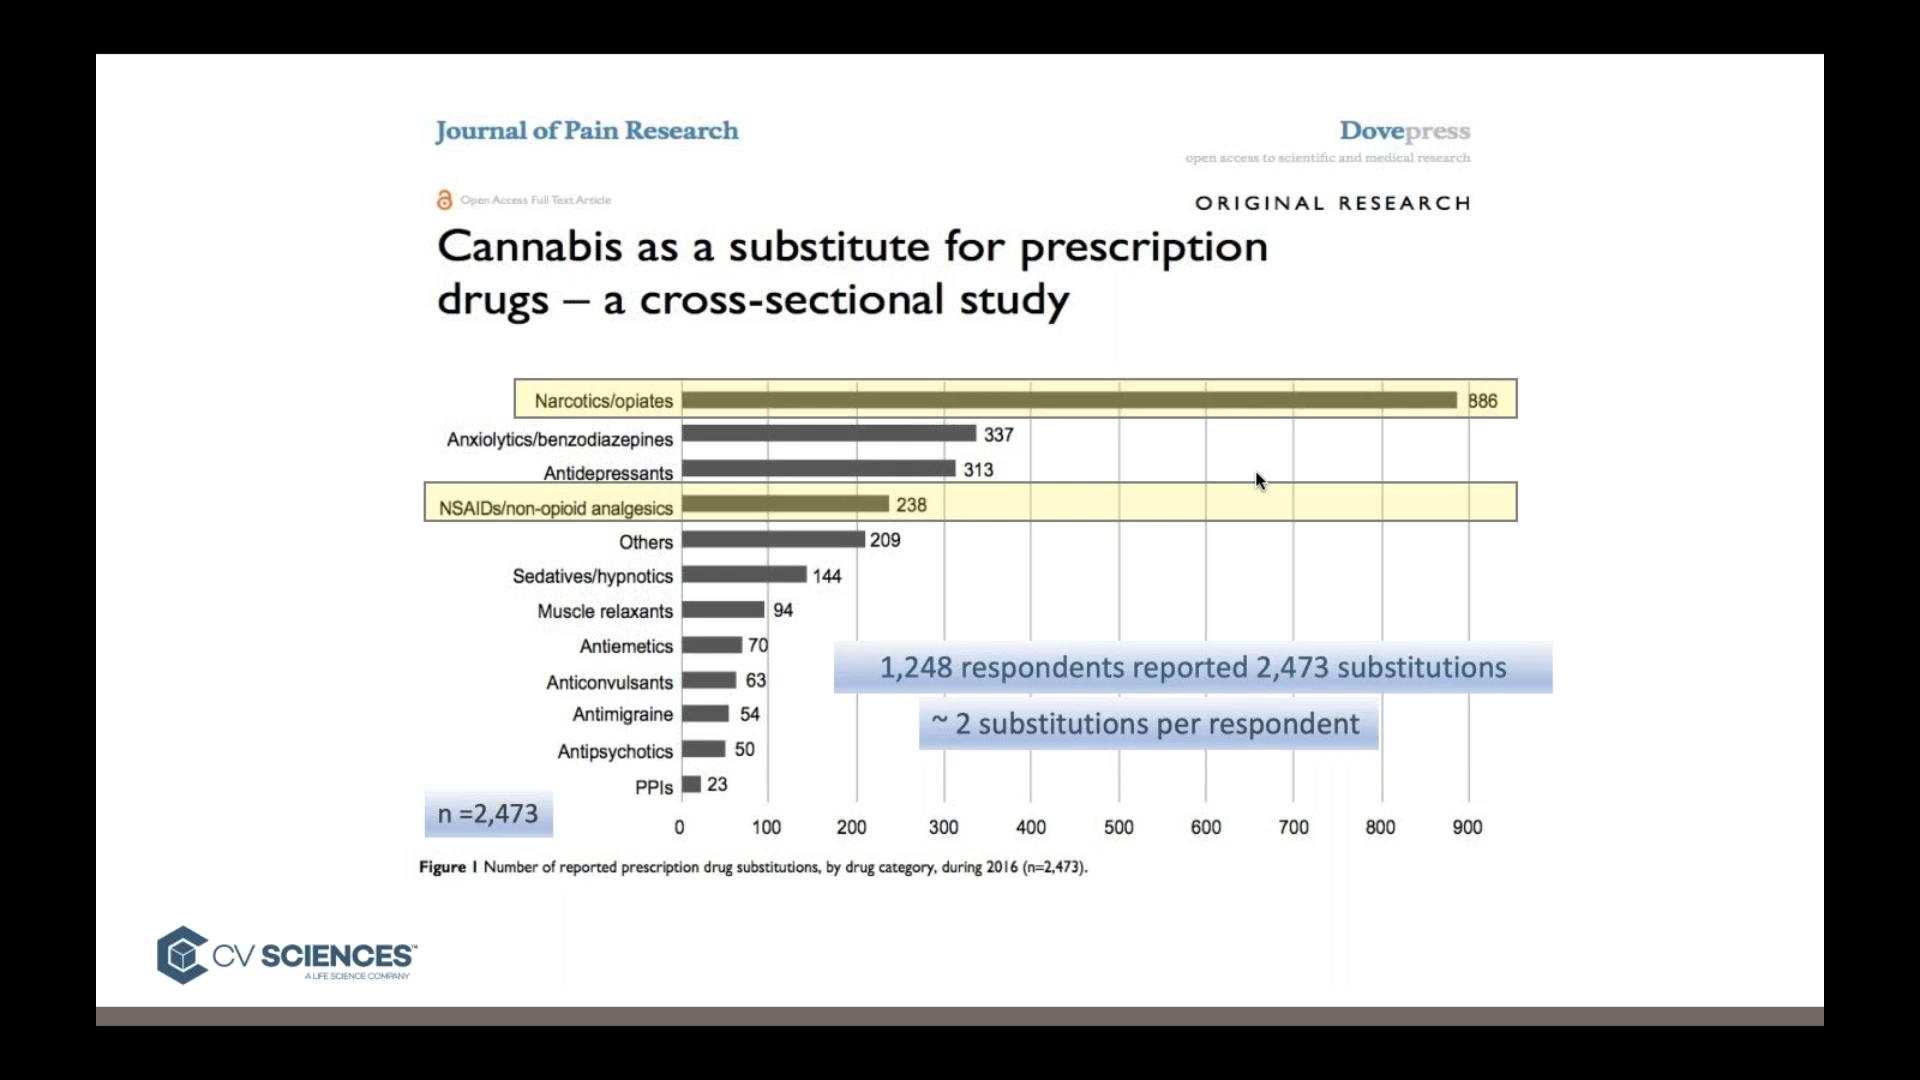 Journal of Pain Research
Dovepress
open access to scientific and medical research
Open Access Full Text Article
ORIGINAL RESEARCH
Cannabis as a substitute for prescription
drugs – a cross-sectional study
Narcotics/opiates 886
Anxiolytics/benzodiazepines 337
Antidepressants 313
NSAIDs/non-opioid analgesics 238
Others 209
Sedatives/hypnotics 144
Muscle relaxants 94
Antiemetics 70
Anticonvulsants 63
Antimigraine 54
Antipsychotics 50
PPIs 23
1,248 respondents reported 2,473 substitutions
~ 2 substitutions per respondent
n =2,473
0 100 200 300 400 500 600 700 800 900
Figure 1 Number of reported prescription drug substitutions, by drug category, during 2016 (n=2,473).
CV SCIENCES™
A LIFE SCIENCE COMPANY